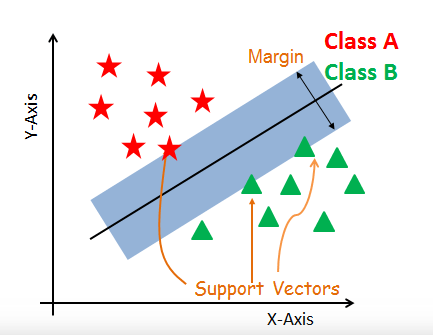 Class A
Margin
Class B
Y-Axis
Support Vectors
X-Axis